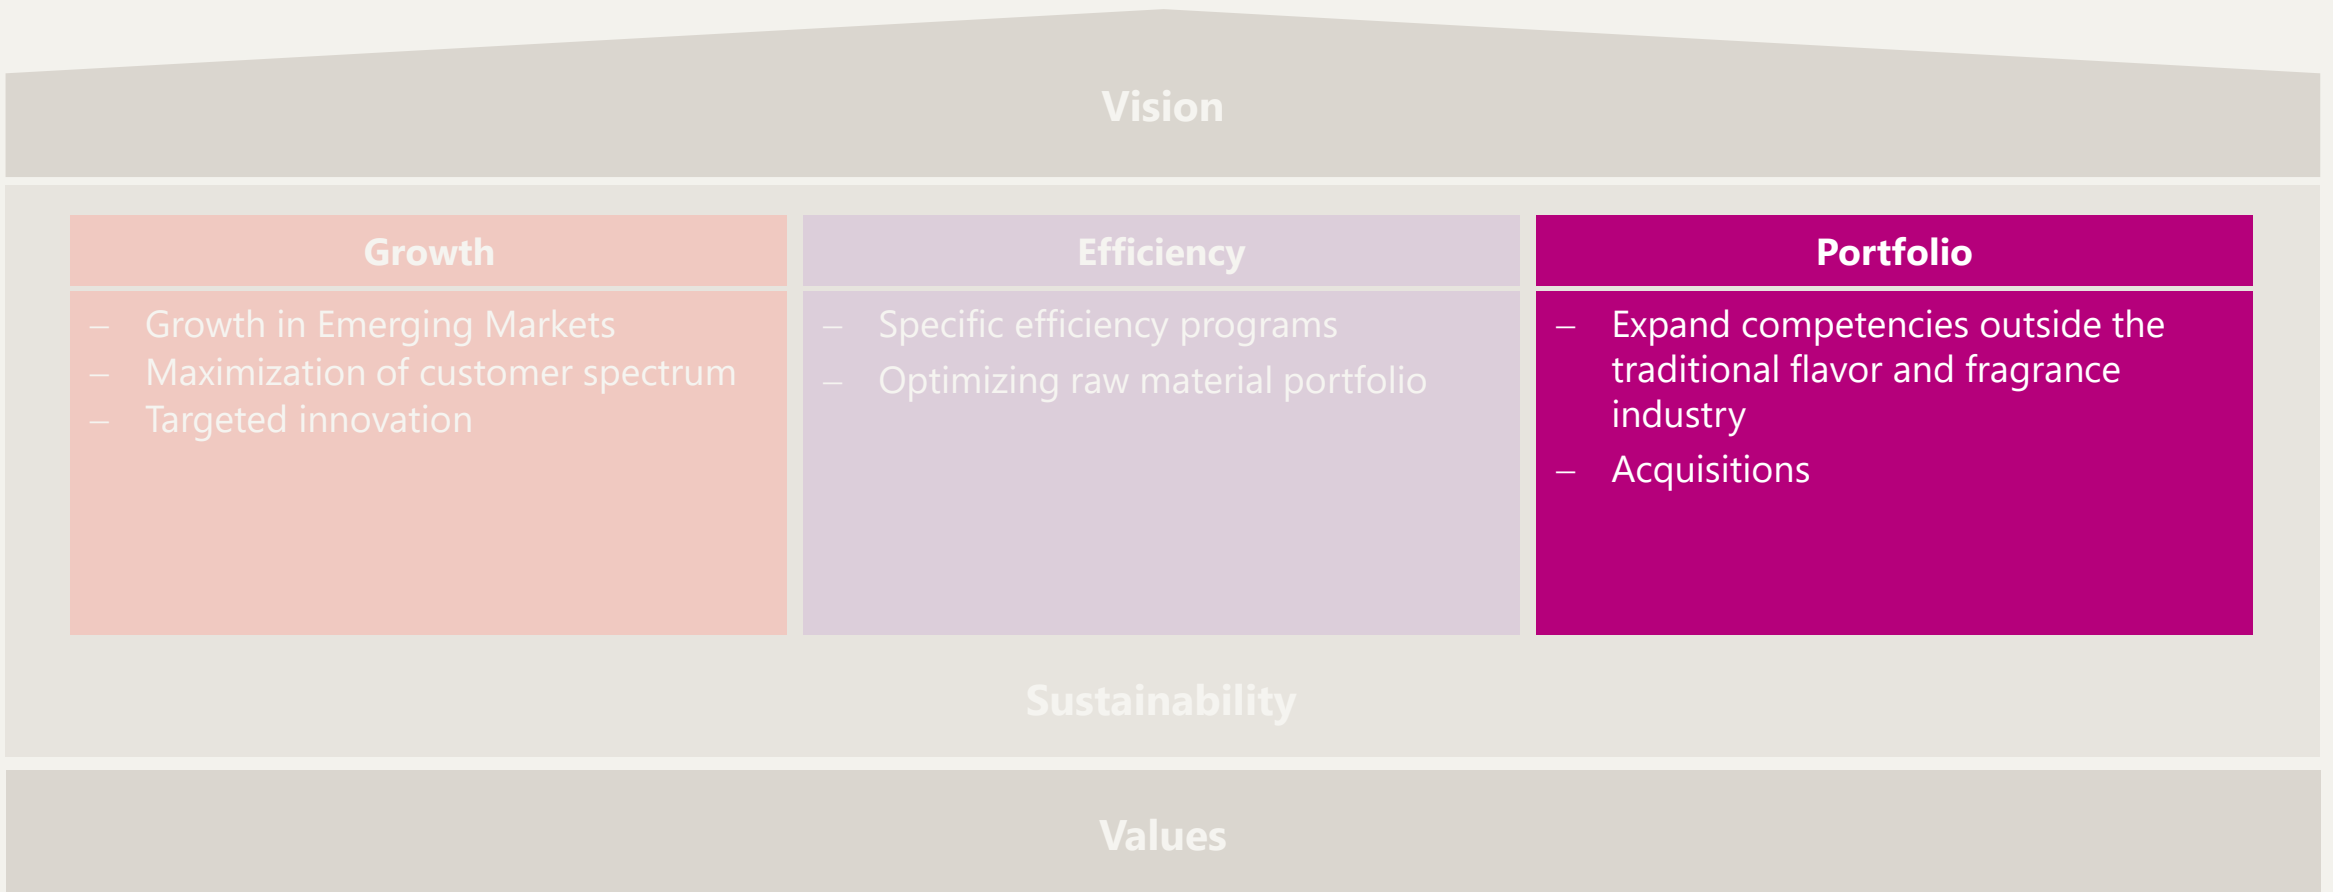 Vision
Growth
– Growth in Emerging Markets
– Maximization of customer spectrum
– Targeted innovation
Efficiency
– Specific efficiency programs
– Optimizing raw material portfolio
Portfolio
– Expand competencies outside the
traditional flavor and fragrance
industry
– Acquisitions
Sustainability
Values